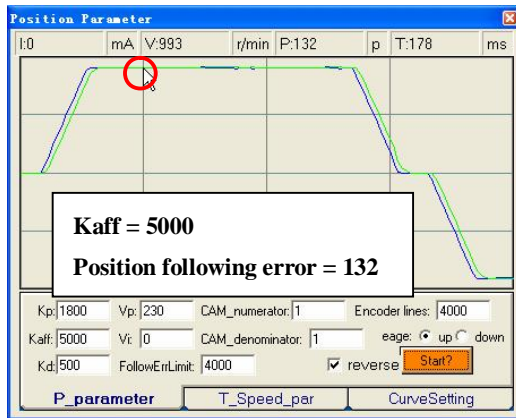 Position Parameter
I:0 mA V:993 r/min P:132 p T:178 ms
Kaff = 5000
Position following error = 132
Kp: 1800 Vp: 230 CAM_numerator: 1 Encoder lines: 4000
Kaff: 5000 Vi: 0 CAM_denominator: 1 eage: up down
Kd: 500 FollowErrLimit: 4000 reverse Start?
P_parameter T_Speed_par CurveSetting